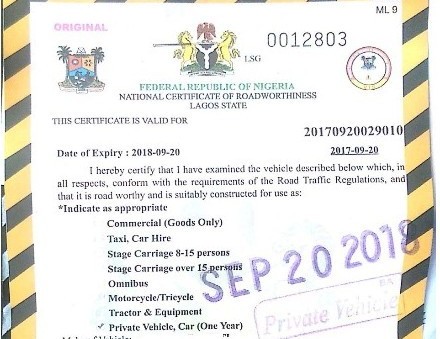 ML 9
ORIGINAL
LSG.
0012803
FEDERAL REPUBLIC OF NIGERIA
NATIONAL CERTIFICATE OF ROADWORTHINESS
LAGOS STATE
THIS CERTIFICATE IS VALID FOR
20170920029010
Date of Expiry : 2018-09-20 2017-09-20
I hereby certify that I have examined the vehicle described below which, in
all respects, conform with the requirements of the Road Traffic Regulations, and
that it is road worthy and is suitably constructed for use as:
*Indicate as appropriate
Commercial (Goods Only)
Taxi, Car Hire
Stage Carriage 8-15 persons
Stage Carriage over 15 persons
Omnibus
Motorcycle/Tricycle
Tractor & Equipment
✓ Private Vehicle, Car (One Year)
SEP 20 2018
Private Vehicle